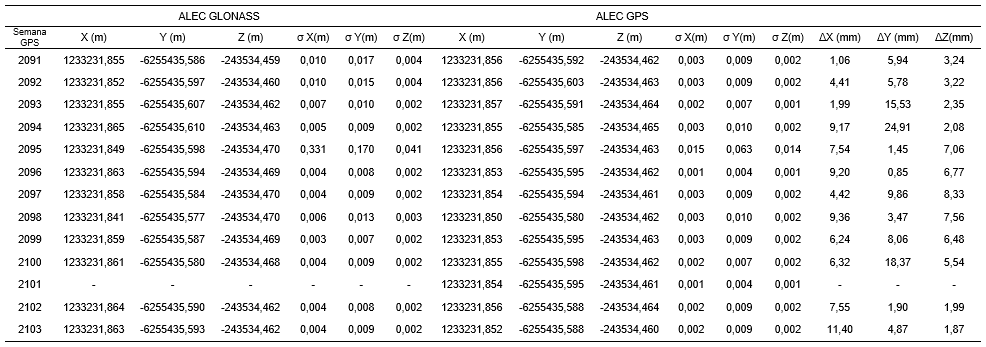 ALEC GLONASS ALEC GPS
Semana GPS X (m) Y (m) Z (m) σ X(m) σ Y(m) σ Z(m) X (m) Y (m) Z (m) σ X(m) σ Y(m) σ Z(m) ΔX (mm) ΔY (mm) ΔZ(mm)
2091 1233231,855 -6255435,586 -243534,459 0,010 0,017 0,004 1233231,856 -6255435,592 -243534,462 0,003 0,009 0,002 1,06 5,94 3,24
2092 1233231,852 -6255435,597 -243534,460 0,010 0,015 0,004 1233231,856 -6255435,603 -243534,463 0,003 0,009 0,002 4,41 5,78 3,22
2093 1233231,855 -6255435,607 -243534,462 0,007 0,010 0,002 1233231,857 -6255435,591 -243534,464 0,002 0,007 0,001 1,99 15,53 2,35
2094 1233231,865 -6255435,610 -243534,463 0,005 0,009 0,002 1233231,855 -6255435,585 -243534,465 0,003 0,010 0,002 9,17 24,91 2,08
2095 1233231,849 -6255435,598 -243534,470 0,331 0,170 0,041 1233231,856 -6255435,597 -243534,463 0,015 0,063 0,014 7,54 1,45 7,06
2096 1233231,863 -6255435,594 -243534,469 0,004 0,008 0,002 1233231,853 -6255435,595 -243534,462 0,001 0,004 0,001 9,20 0,85 6,77
2097 1233231,858 -6255435,584 -243534,470 0,004 0,009 0,002 1233231,854 -6255435,594 -243534,461 0,003 0,009 0,002 4,42 9,86 8,33
2098 1233231,841 -6255435,577 -243534,470 0,006 0,013 0,003 1233231,850 -6255435,580 -243534,462 0,003 0,010 0,002 9,36 3,47 7,56
2099 1233231,859 -6255435,587 -243534,469 0,003 0,007 0,002 1233231,853 -6255435,595 -243534,463 0,003 0,009 0,002 6,24 8,06 6,48
2100 1233231,861 -6255435,580 -243534,468 0,004 0,009 0,002 1233231,855 -6255435,598 -243534,462 0,002 0,007 0,002 6,32 18,37 5,54
2101 - - - - - - 1233231,854 -6255435,595 -243534,461 0,001 0,004 0,001 - - -
2102 1233231,864 -6255435,590 -243534,462 0,004 0,008 0,002 1233231,856 -6255435,588 -243534,464 0,002 0,009 0,002 7,55 1,90 1,99
2103 1233231,863 -6255435,593 -243534,462 0,004 0,009 0,002 1233231,852 -6255435,588 -243534,460 0,002 0,009 0,002 11,40 4,87 1,87